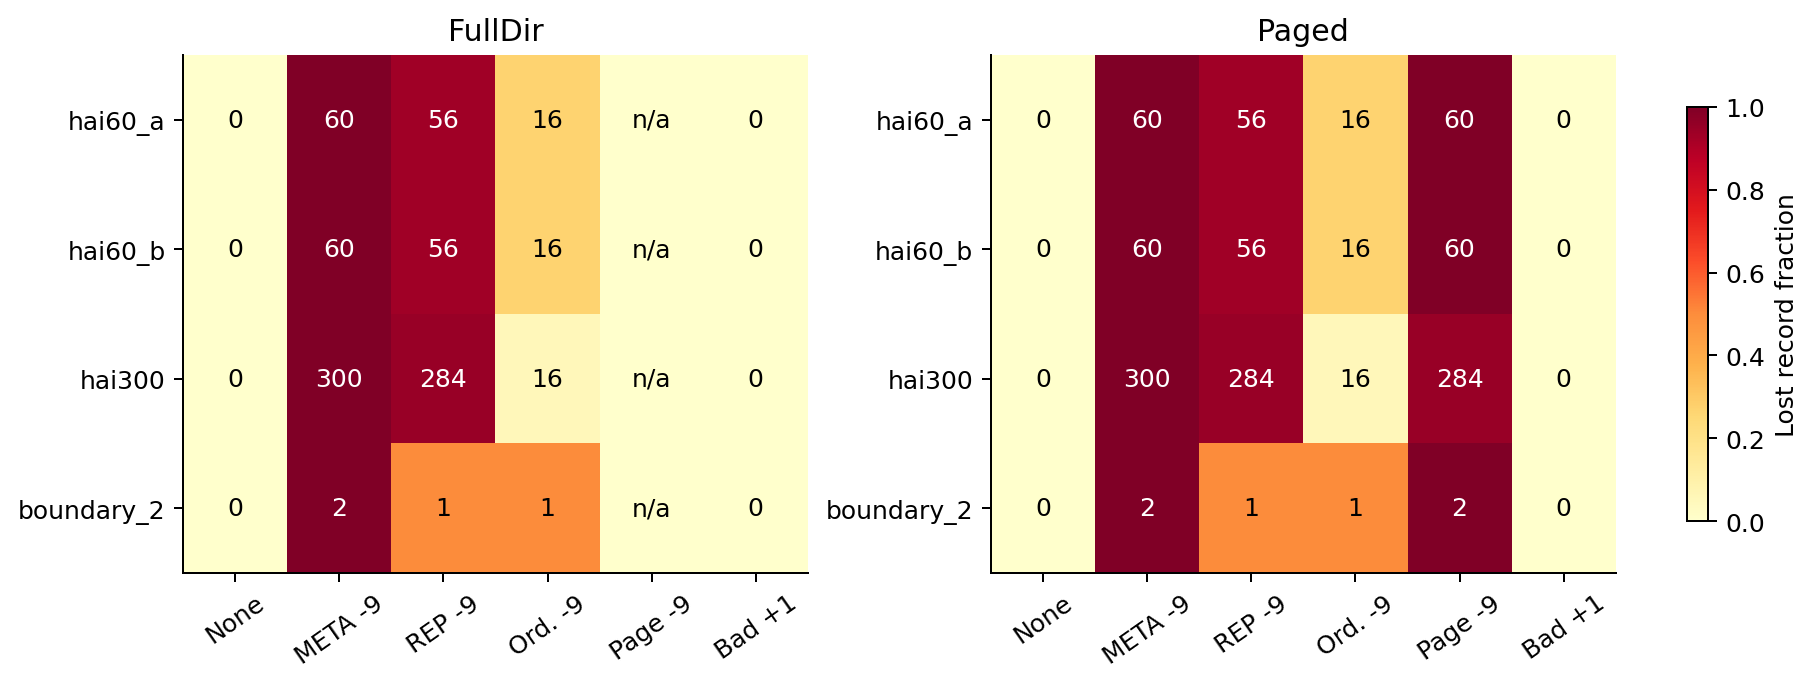 FullDir
hai60_a 0 60 56 16 n/a 0
hai60_b 0 60 56 16 n/a 0
hai300 0 300 284 16 n/a 0
boundary_2 0 2 1 1 n/a 0
None META -9 REP -9 Ord. -9 Page -9 Bad +1
Paged
hai60_a 0 60 56 16 60 0
hai60_b 0 60 56 16 60 0
hai300 0 300 284 16 284 0
boundary_2 0 2 1 1 2 0
None META -9 REP -9 Ord. -9 Page -9 Bad +1
1.0
0.8
0.6
0.4
0.2
0.0
Lost record fraction